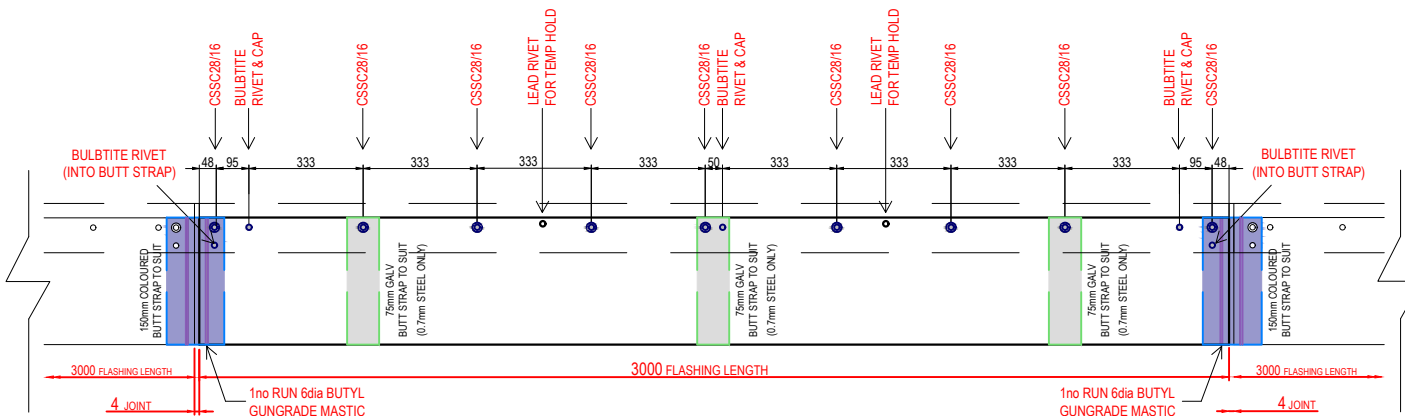 CSSC28/16
BULBTITE
RIVET & CAP
CSSC28/16
CSSC28/16
LEAD RIVET
FOR TEMP HOLD
CSSC28/16
CSSC28/16
BULBTITE
RIVET & CAP
CSSC28/16
LEAD RIVET
FOR TEMP HOLD
CSSC28/16
CSSC28/16
BULBTITE
RIVET & CAP
CSSC28/16
BULBTITE RIVET
(INTO BUTT STRAP)
48
95
333
333
333
333
50
333
333
333
333
95
48
BULBTITE RIVET
(INTO BUTT STRAP)
150mm COLOURED
BUTT STRAP TO SUIT
75mm GALV
BUTT STRAP TO SUIT
(0.7mm STEEL ONLY)
75mm GALV
BUTT STRAP TO SUIT
(0.7mm STEEL ONLY)
75mm GALV
BUTT STRAP TO SUIT
(0.7mm STEEL ONLY)
150mm COLOURED
BUTT STRAP TO SUIT
3000 FLASHING LENGTH
3000 FLASHING LENGTH
3000 FLASHING LENGTH
4 JOINT
1no RUN 6dia BUTYL
GUNGRADE MASTIC
1no RUN 6dia BUTYL
GUNGRADE MASTIC
4 JOINT